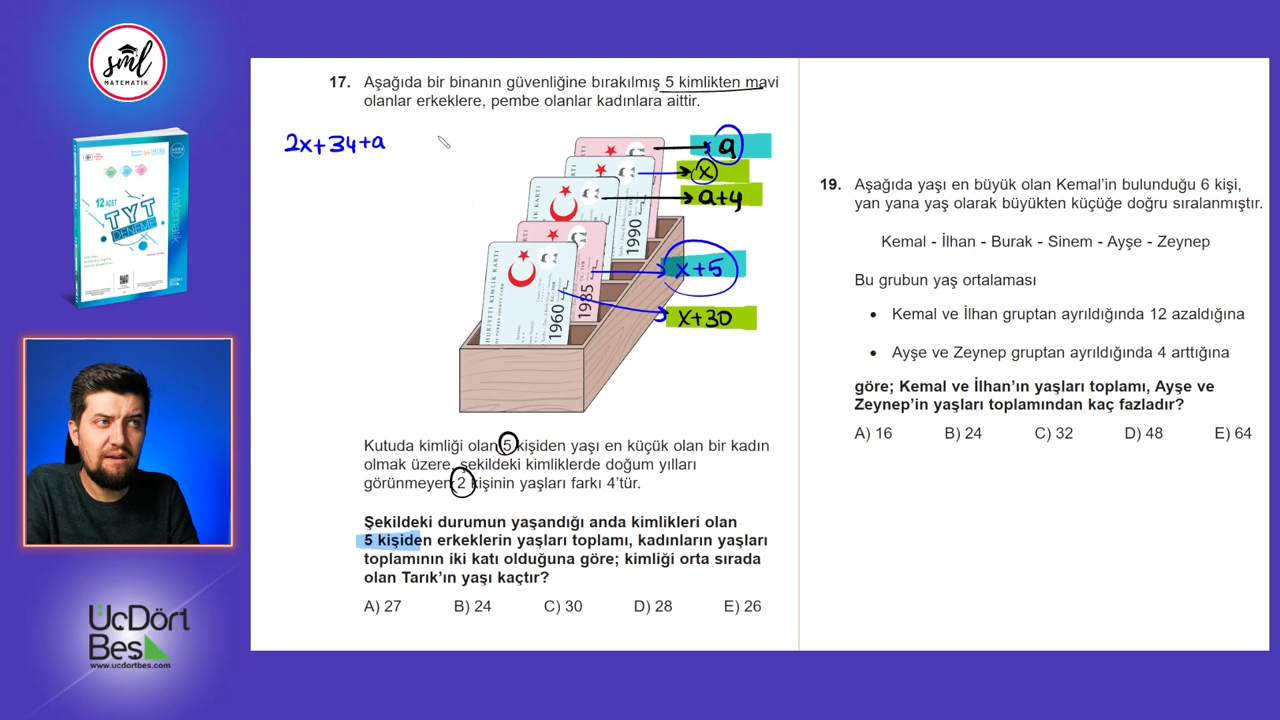 sml
MATEMATİK
12 ADET
TYT
DENEME
matematik
UcDört
Bes
www.ucdortbes.com
17. Aşağıda bir binanın güvenliğine bırakılmış 5 kimlikten mavi
olanlar erkeklere, pembe olanlar kadınlara aittir.
2x+34+a
a
x
a+4
x+5
x+30
1990
1985
1960
HURİYETİ KİMLİK KARTI
Kutuda kimliği olan 5 kişiden yaşı en küçük olan bir kadın
olmak üzere, şekildeki kimliklerde doğum yılları
görünmeyen 2 kişinin yaşları farkı 4'tür.
Şekildeki durumun yaşandığı anda kimlikleri olan
5 kişiden erkeklerin yaşları toplamı, kadınların yaşları
toplamının iki katı olduğuna göre; kimliği orta sırada
olan Tarık'ın yaşı kaçtır?
A) 27 B) 24 C) 30 D) 28 E) 26
19. Aşağıda yaşı en büyük olan Kemal'in bulunduğu 6 kişi,
yan yana yaş olarak büyükten küçüğe doğru sıralanmıştır.
Kemal - İlhan - Burak - Sinem - Ayşe - Zeynep
Bu grubun yaş ortalaması
• Kemal ve İlhan gruptan ayrıldığında 12 azaldığına
• Ayşe ve Zeynep gruptan ayrıldığında 4 arttığına
göre; Kemal ve İlhan'ın yaşları toplamı, Ayşe ve
Zeynep'in yaşları toplamından kaç fazladır?
A) 16 B) 24 C) 32 D) 48 E) 64